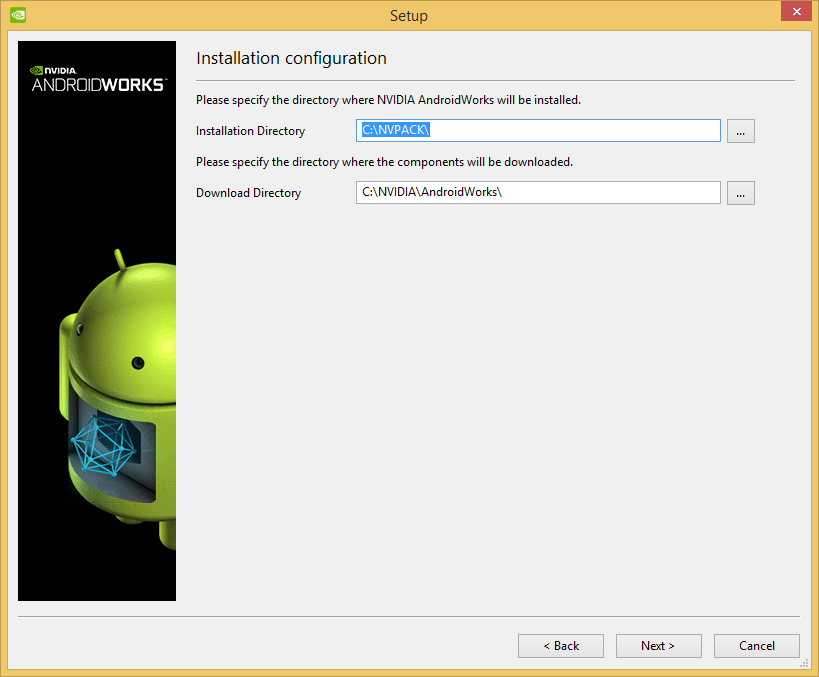 Setup
NVIDIA.
ANDROIDWORKS™
Installation configuration
Please specify the directory where NVIDIA AndroidWorks will be installed.
Installation Directory C:\NVPACK\ ...
Please specify the directory where the components will be downloaded.
Download Directory C:\NVIDIA\AndroidWorks\ ...
< Back Next > Cancel